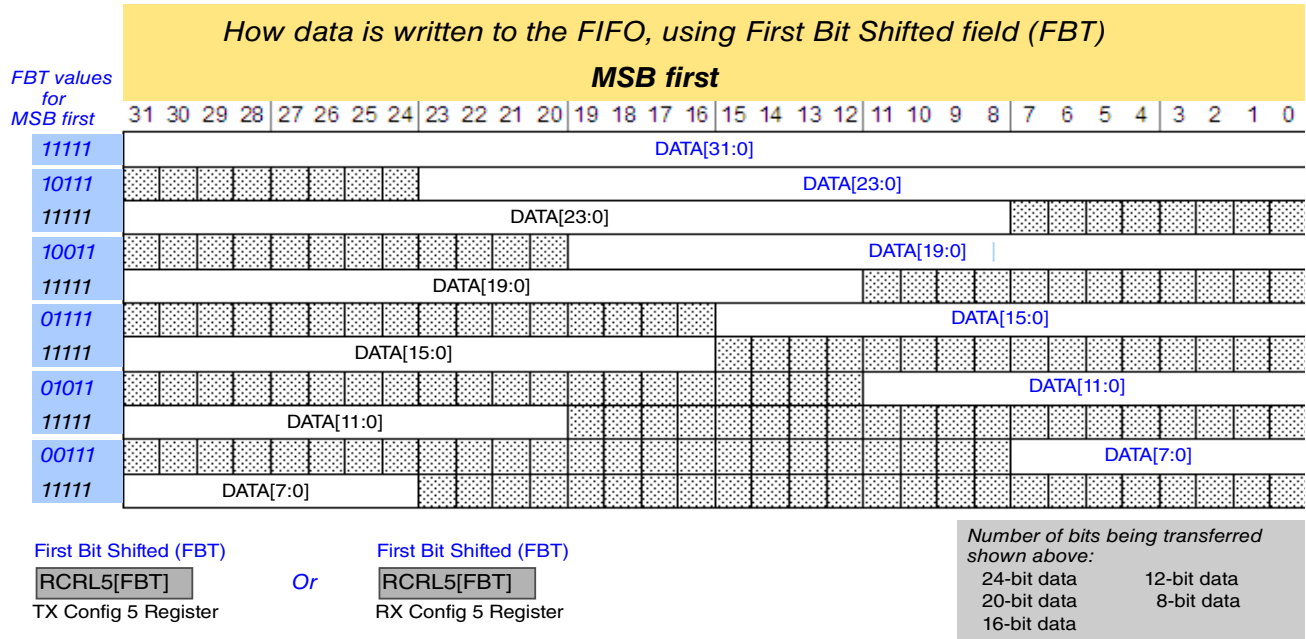 How data is written to the FIFO, using First Bit Shifted field (FBT)
MSB first
FBT values
for
MSB first
31 30 29 28 27 26 25 24 23 22 21 20 19 18 17 16 15 14 13 12 11 10 9 8 7 6 5 4 3 2 1 0
11111 DATA[31:0]
10111 DATA[23:0]
11111 DATA[23:0]
10011 DATA[19:0]
11111 DATA[19:0]
01111 DATA[15:0]
11111 DATA[15:0]
01011 DATA[11:0]
11111 DATA[11:0]
00111 DATA[7:0]
11111 DATA[7:0]
First Bit Shifted (FBT)
RCRL5[FBT]
TX Config 5 Register
Or
First Bit Shifted (FBT)
RCRL5[FBT]
RX Config 5 Register
Number of bits being transferred
shown above:
24-bit data 12-bit data
20-bit data 8-bit data
16-bit data